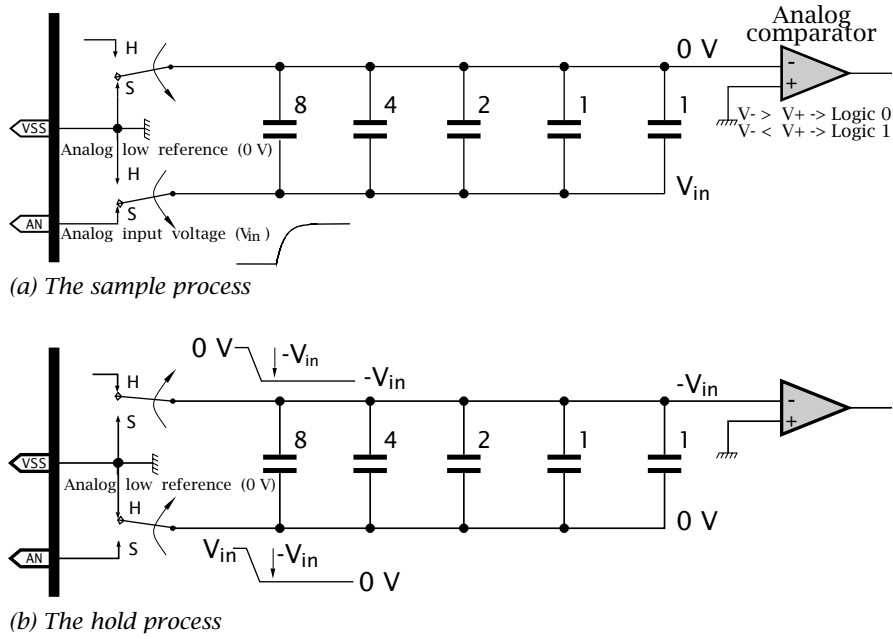 Analog
comparator
H
0 V
-
+
S
8
4
2
1
1
VSS
V- > V+ -> Logic 0
V- < V+ -> Logic 1
Analog low reference (0 V)
H
Vin
S
AN
Analog input voltage (Vin)
(a) The sample process
0 V
-Vin
-Vin
-Vin
H
-
+
S
8
4
2
1
1
VSS
Analog low reference (0 V)
H
0 V
S
Vin
-Vin
AN
0 V
(b) The hold process